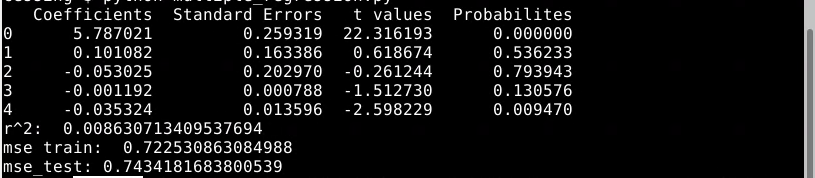 Coefficients Standard Errors t values Probabilites
0 5.787021 0.259319 22.316193 0.000000
1 0.101082 0.163386 0.618674 0.536233
2 -0.053025 0.202970 -0.261244 0.793943
3 -0.001192 0.000788 -1.512730 0.130576
4 -0.035324 0.013596 -2.598229 0.009470
r^2: 0.008630713409537694
mse train: 0.722530863084988
mse_test: 0.7434181683800539